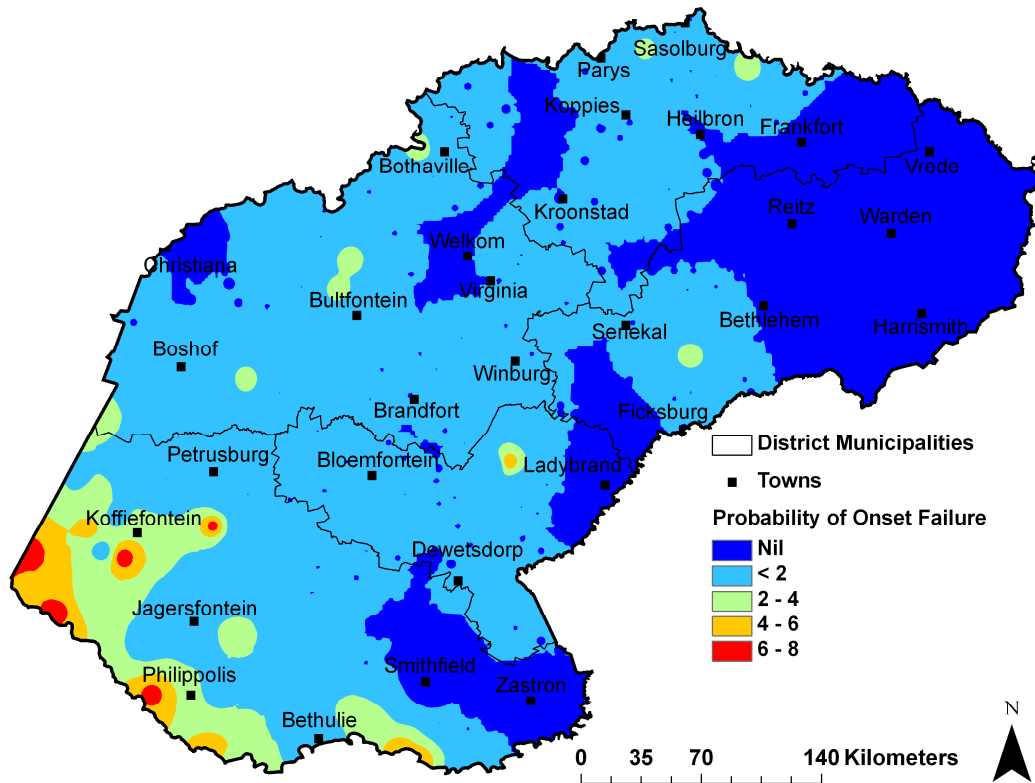 Sasolburg
Parys
Koppies
Heilbron
Frankfort
Bothaville
Vrede
Kroonstad
Reitz
Warden
Welkom
Christiana
Virginia
Bultfontein
Senekal
Bethlehem
Harrismith
Boshof
Winburg
Brandfort
Ficksburg
Petrusburg
Bloemfontein
Ladybrand
Koffiefontein
Dewetsdorp
Jagersfontein
Smithfield
Philippolis
Zastron
Bethulie
District Municipalities
Towns
Probability of Onset Failure
Nil
< 2
2 - 4
4 - 6
6 - 8
N
0 35 70 140 Kilometers